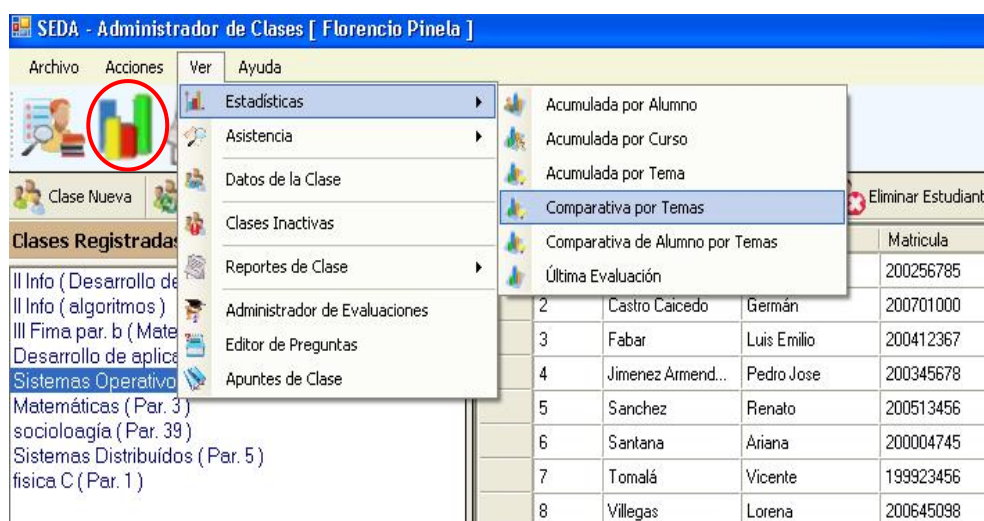 SEDA - Administrador de Clases [ Florencio Pinela ]
Archivo Acciones Ver Ayuda
Estadísticas
Asistencia
Datos de la Clase
Clases Inactivas
Reportes de Clase
Administrador de Evaluaciones
Editor de Preguntas
Apuntes de Clase
Acumulada por Alumno
Acumulada por Curso
Acumulada por Tema
Comparativa por Temas
Comparativa de Alumno por Temas
Última Evaluación
Clase Nueva
Eliminar Estudiant
Clases Registradas
II Info ( Desarrollo de
II Info ( algoritmos )
III Fima par. b ( Mate
Desarrollo de aplica
Sistemas Operativo
Matemáticas ( Par. 3 )
socioloagía ( Par. 39 )
Sistemas Distribuídos ( Par. 5 )
fisica C ( Par. 1 )
Matricula
200256785
2 Castro Caicedo Germán 200701000
3 Fabar Luis Emilio 200412367
4 Jimenez Armend... Pedro Jose 200345678
5 Sanchez Renato 200513456
6 Santana Ariana 200004745
7 Tomalá Vicente 199923456
8 Villegas Lorena 200645098